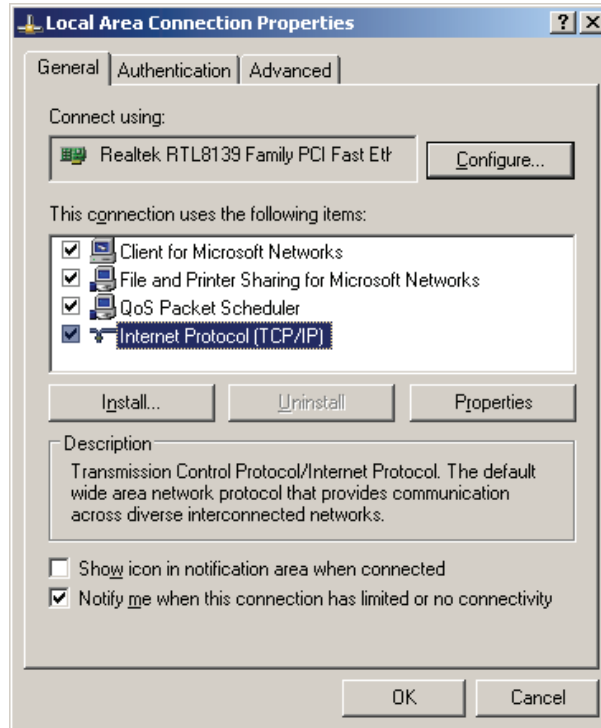 Local Area Connection Properties
General Authentication Advanced
Connect using:
Realtek RTL8139 Family PCI Fast Eth
Configure...
This connection uses the following items:
Client for Microsoft Networks
File and Printer Sharing for Microsoft Networks
QoS Packet Scheduler
Internet Protocol (TCP/IP)
Install... Uninstall Properties
Description
Transmission Control Protocol/Internet Protocol. The default
wide area network protocol that provides communication
across diverse interconnected networks.
Show icon in notification area when connected
Notify me when this connection has limited or no connectivity
OK Cancel